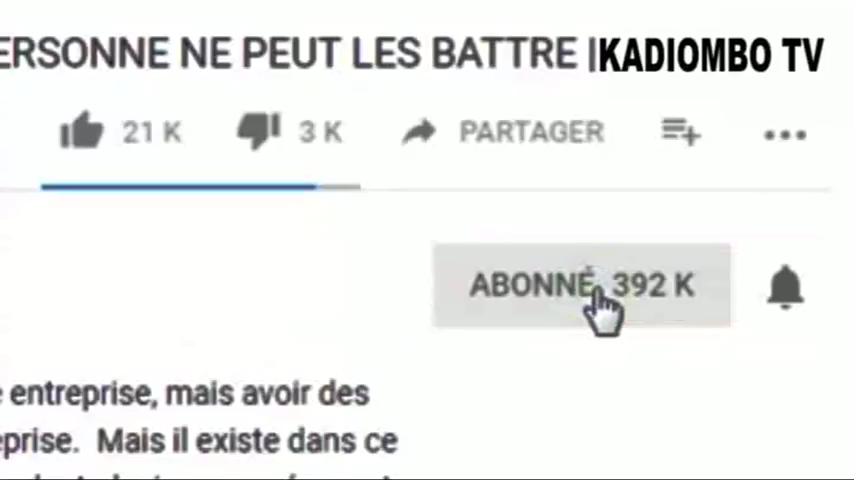 ERSONNE NE PEUT LES BATTRE | KADIOMBO TV
21 K 3 K PARTAGER
ABONNÉ 392 K
entreprise, mais avoir des
eprise. Mais il existe dans ce